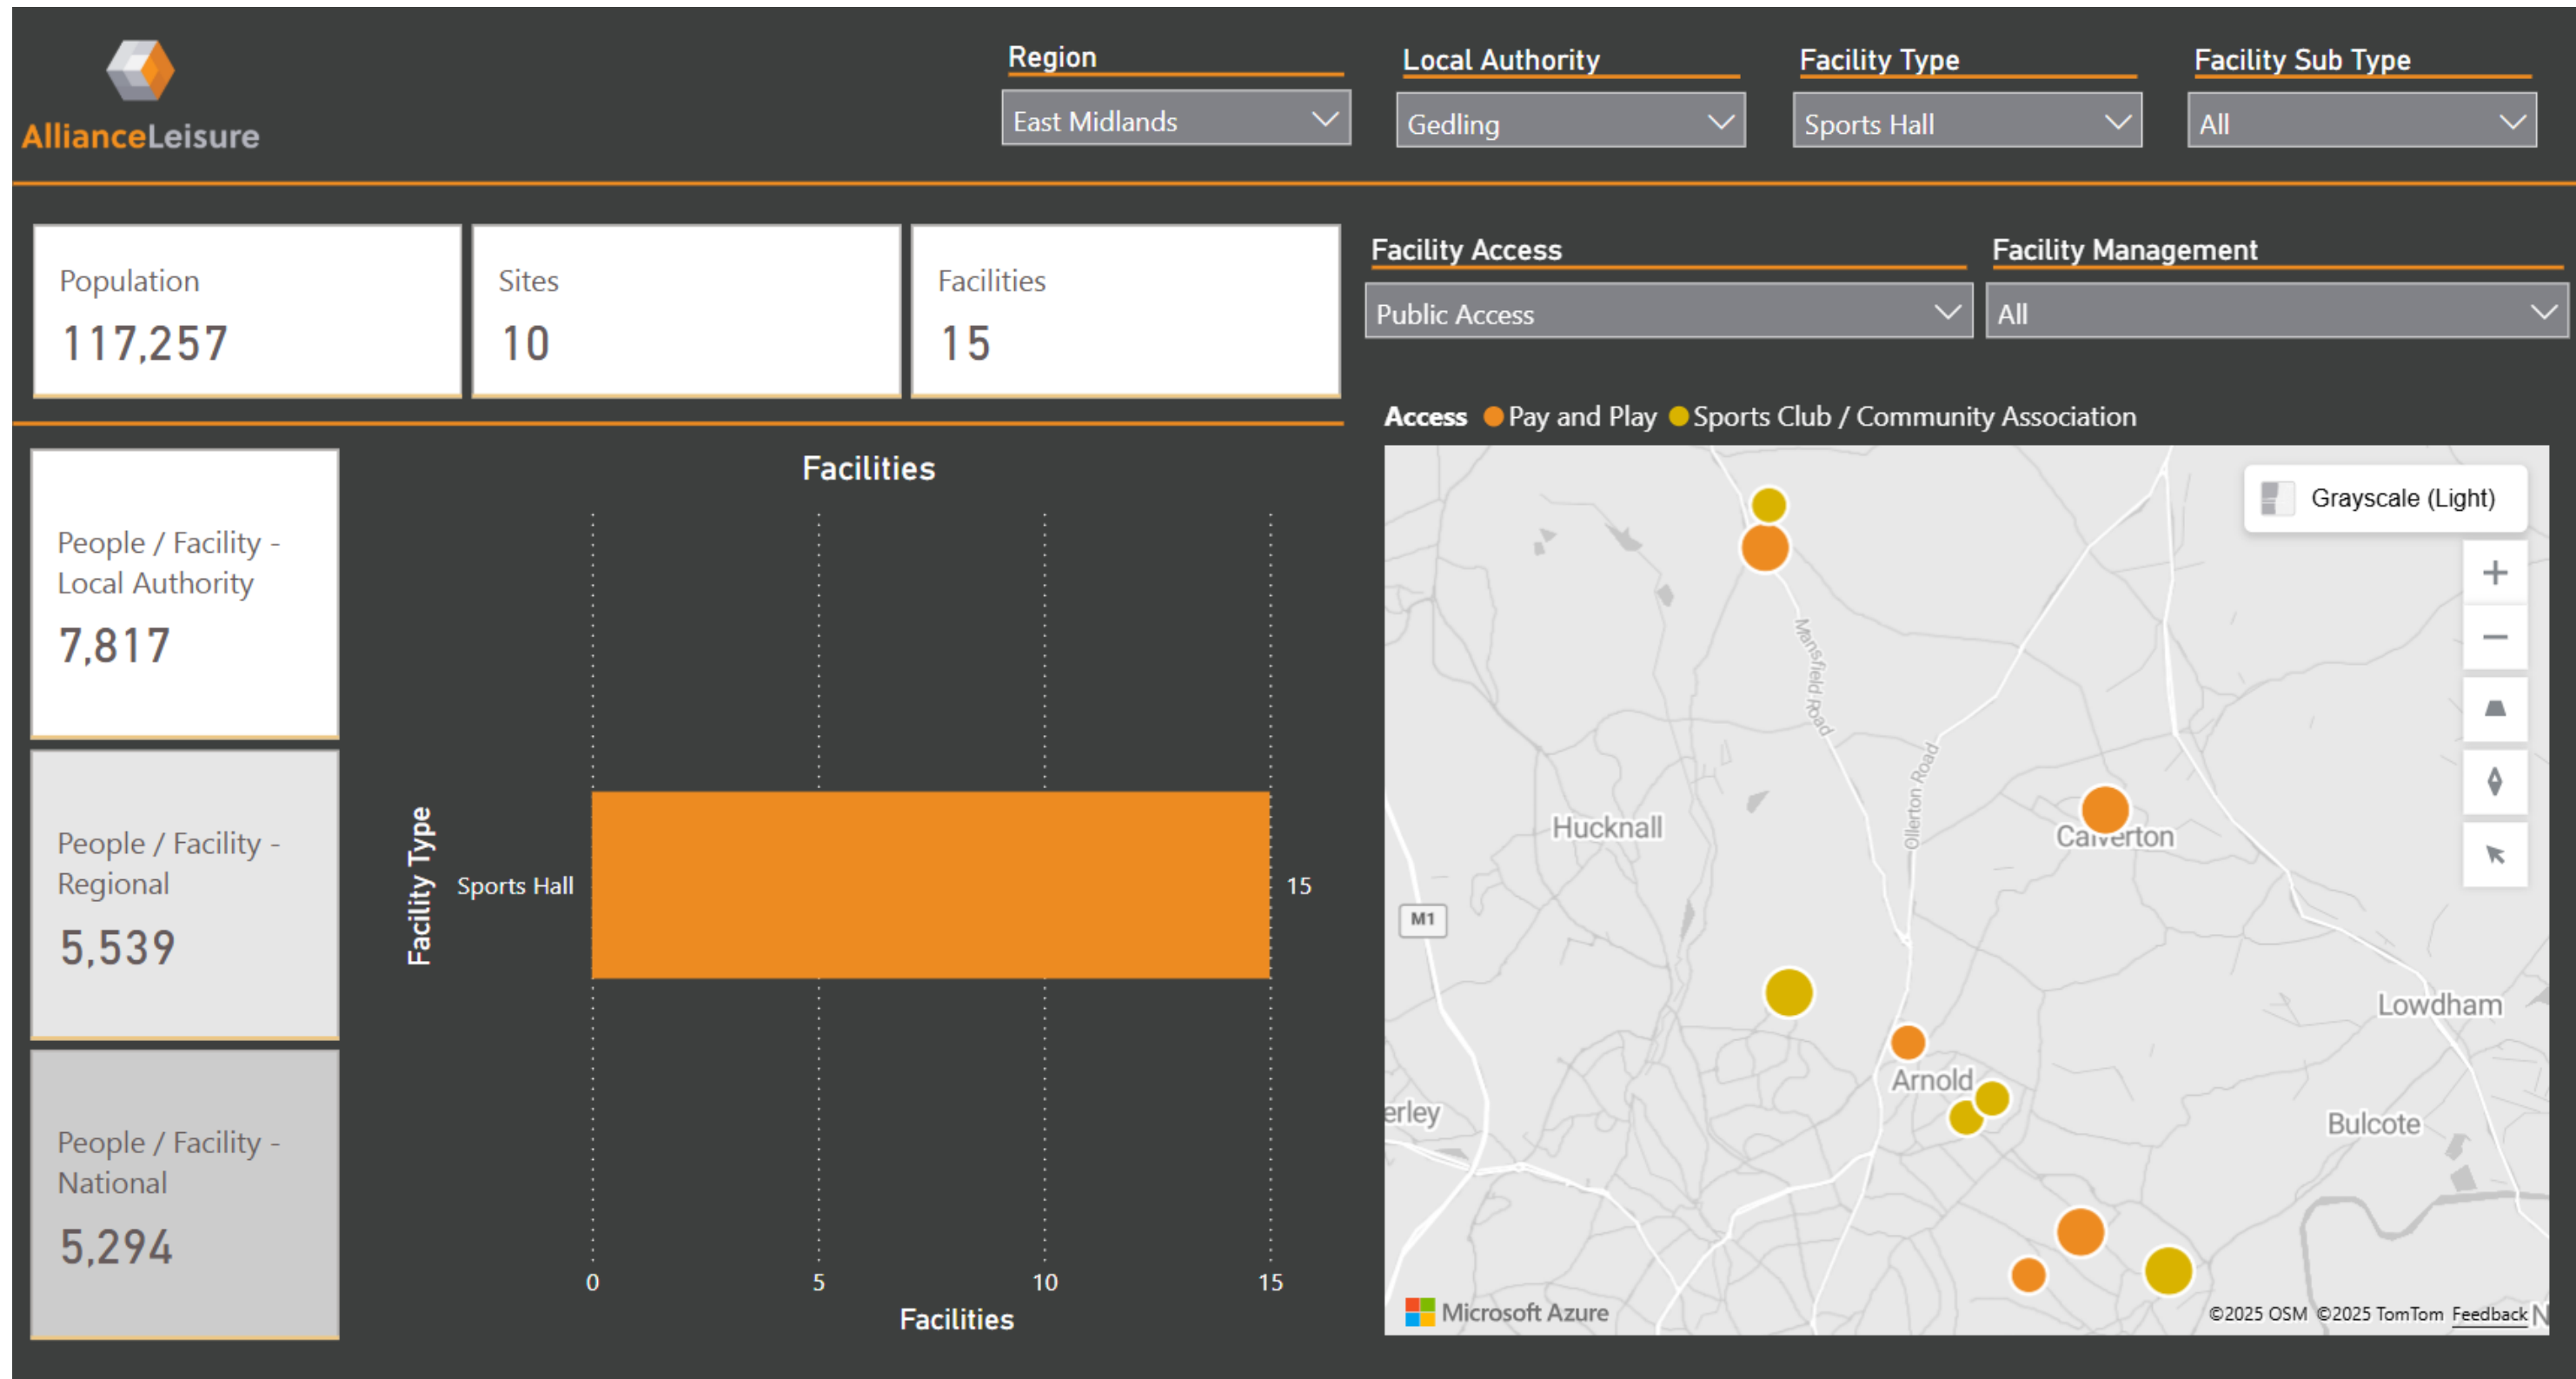 AllianceLeisure
Region
East Midlands
Local Authority
Gedling
Facility Type
Sports Hall
Facility Sub Type
All
Population
117,257
Sites
10
Facilities
15
Facility Access
Public Access
Facility Management
All
People / Facility -
Local Authority
7,817
People / Facility -
Regional
5,539
People / Facility -
National
5,294
Facilities
Facility Type
Sports Hall
15
0 5 10 15
Facilities
Access Pay and Play Sports Club / Community Association
Grayscale (Light)
Mansfield Road
Ollerton Road
Hucknall
Calverton
M1
Lowdham
Arnold
erley
Bulcote
Microsoft Azure
©2025 OSM ©2025 TomTom Feedback N